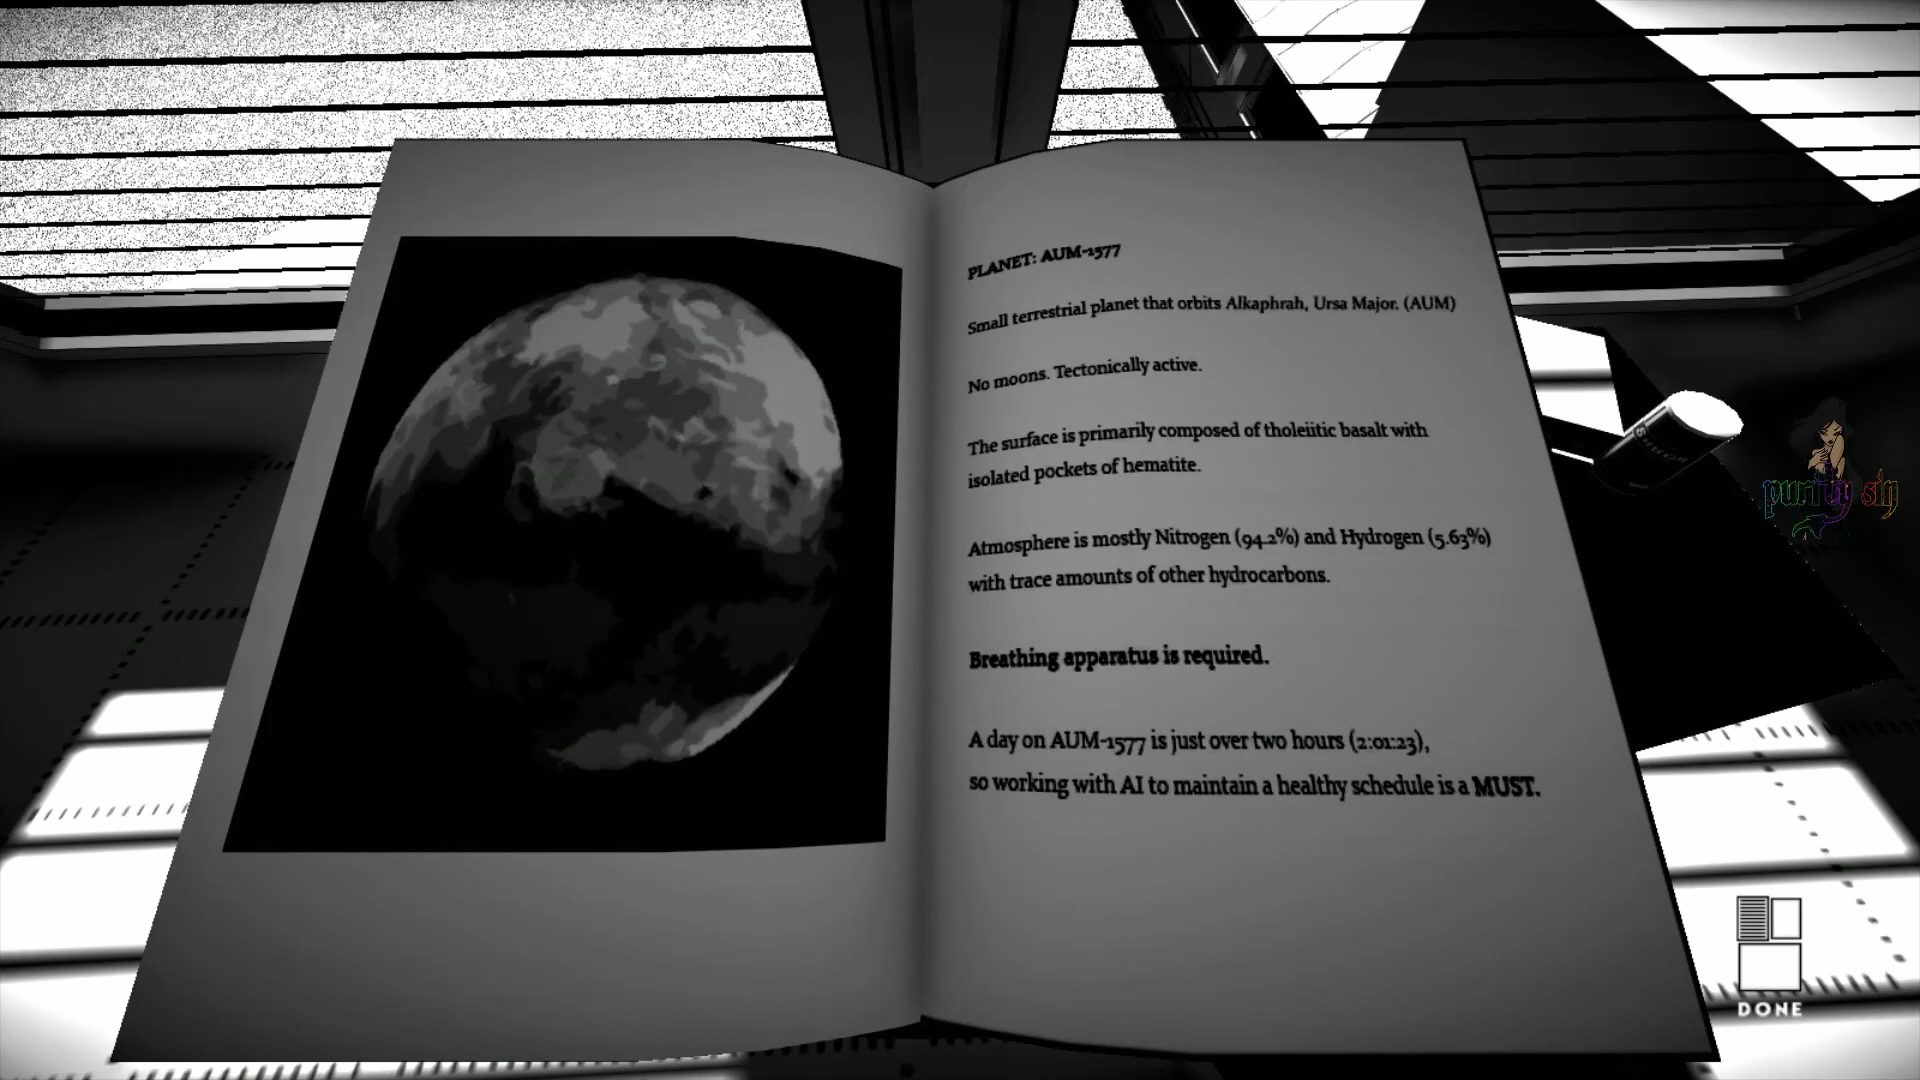 PLANET: AUM-1577
Small terrestrial planet that orbits Alkaphrah, Ursa Major. (AUM)
No moons. Tectonically active.
The surface is primarily composed of tholeiitic basalt with
isolated pockets of hematite.
Atmosphere is mostly Nitrogen (94.2%) and Hydrogen (5.63%)
with trace amounts of other hydrocarbons.
Breathing apparatus is required.
A day on AUM-1577 is just over two hours (2:01:23),
so working with AI to maintain a healthy schedule is a MUST.
purity sin
DONE